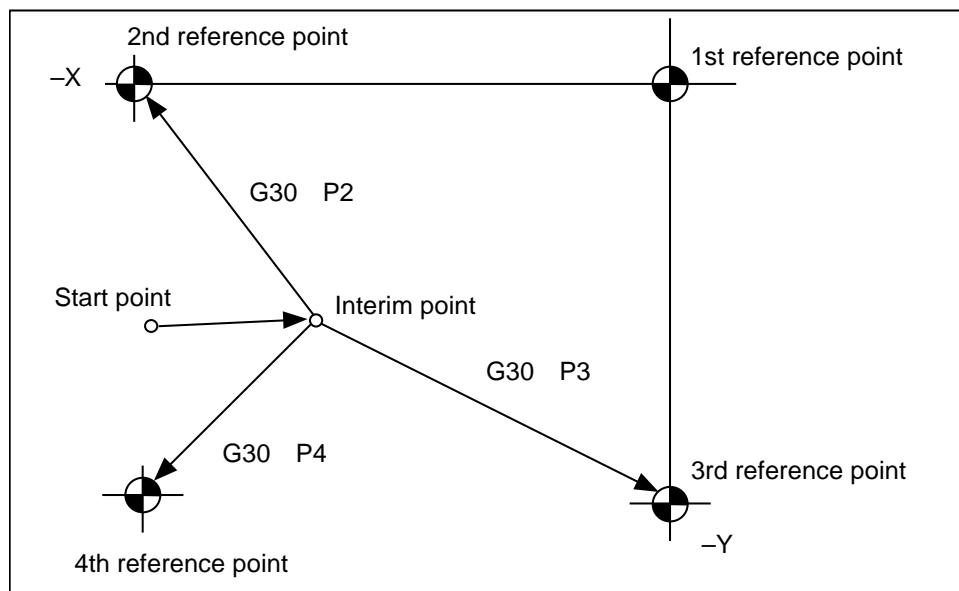 2nd reference point
1st reference point
–X
G30 P2
Start point
Interim point
G30 P3
G30 P4
3rd reference point
–Y
4th reference point